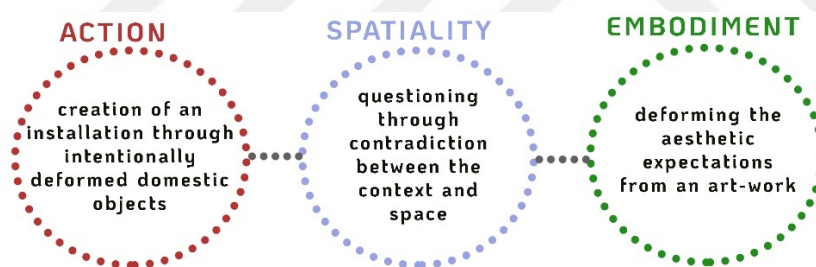 ACTION
creation of an
installation through
intentionally
deformed domestic
objects
SPATIALITY
questioning
through
contradiction
between the
context and
space
EMBODIMENT
deforming the
aesthetic
expectations
from an art-work